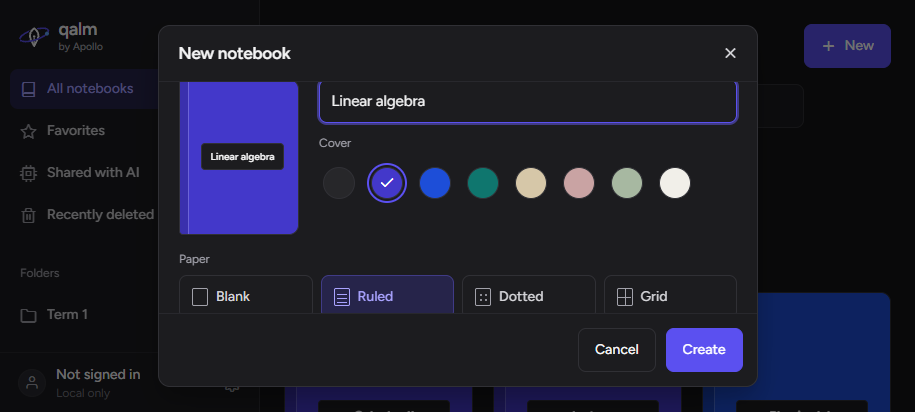 qalm
by Apollo
All notebooks
Favorites
Shared with AI
Recently deleted
Folders
Term 1
Not signed in
Local only
New
New notebook
Linear algebra
Linear algebra
Cover
Paper
Blank
Ruled
Dotted
Grid
Cancel
Create